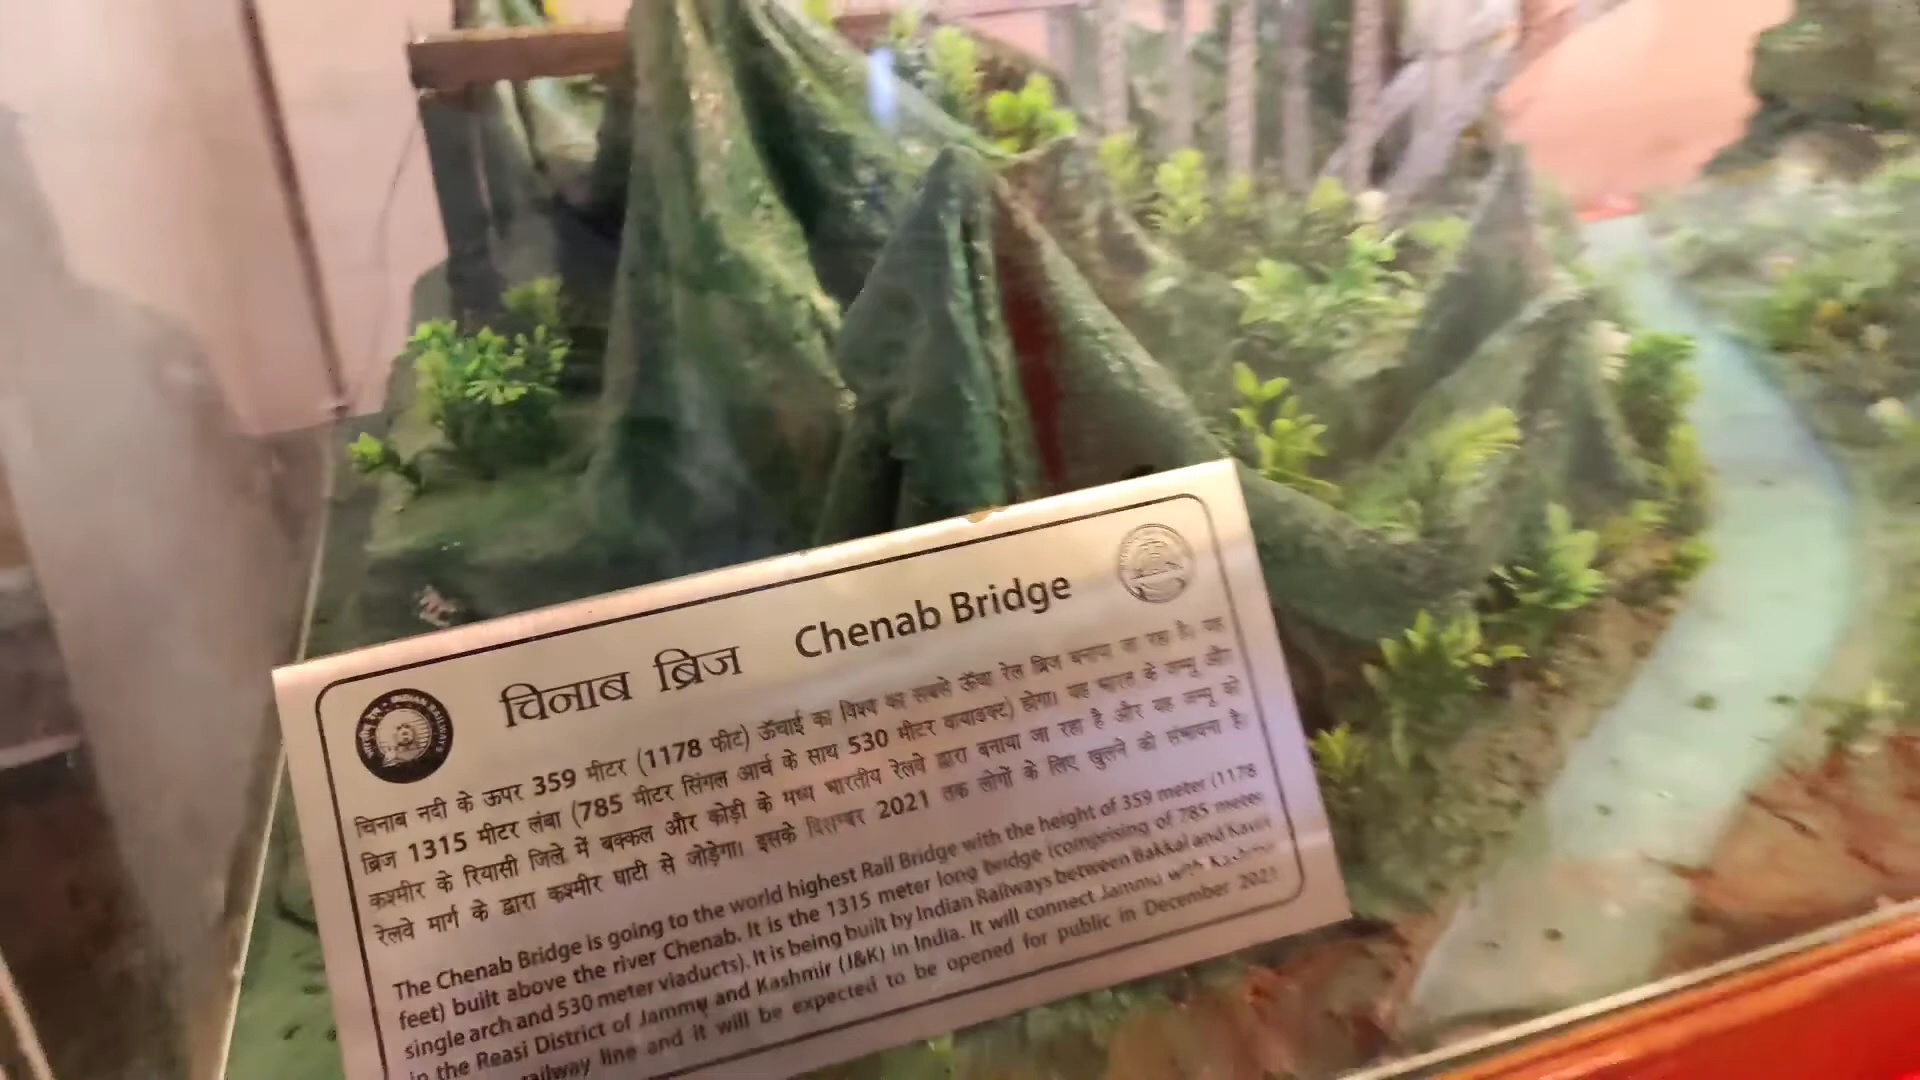 चिनाब ब्रिज Chenab Bridge
चिनाब नदी के ऊपर 359 मीटर (1178 फीट) ऊँचाई का विश्व का सबसे ऊँचा रेल ब्रिज बनाया जा रहा है। यह
ब्रिज 1315 मीटर लंबा (785 मीटर सिंगल आर्च के साथ 530 मीटर वायाडक्ट) होगा। यह भारत के जम्मू और
कश्मीर के रियासी जिले में बक्कल और कोड़ी के मध्य भारतीय रेलवे द्वारा बनाया जा रहा है और यह जम्मू को
रेलवे मार्ग के द्वारा कश्मीर घाटी से जोड़ेगा। इसके दिसम्बर 2021 तक लोगों के लिए खुलने की संभावना है।
The Chenab Bridge is going to the world highest Rail Bridge with the height of 359 meter (1178
feet) built above the river Chenab. It is the 1315 meter long bridge (comprising of 785 meter
single arch and 530 meter viaducts). It is being built by Indian Railways between Bakkal and
in the Reasi District of Jammu and Kashmir (J&K) in India. It will connect Jammu with Kashmir
railway line and it will be expected to be opened for public in December 2021